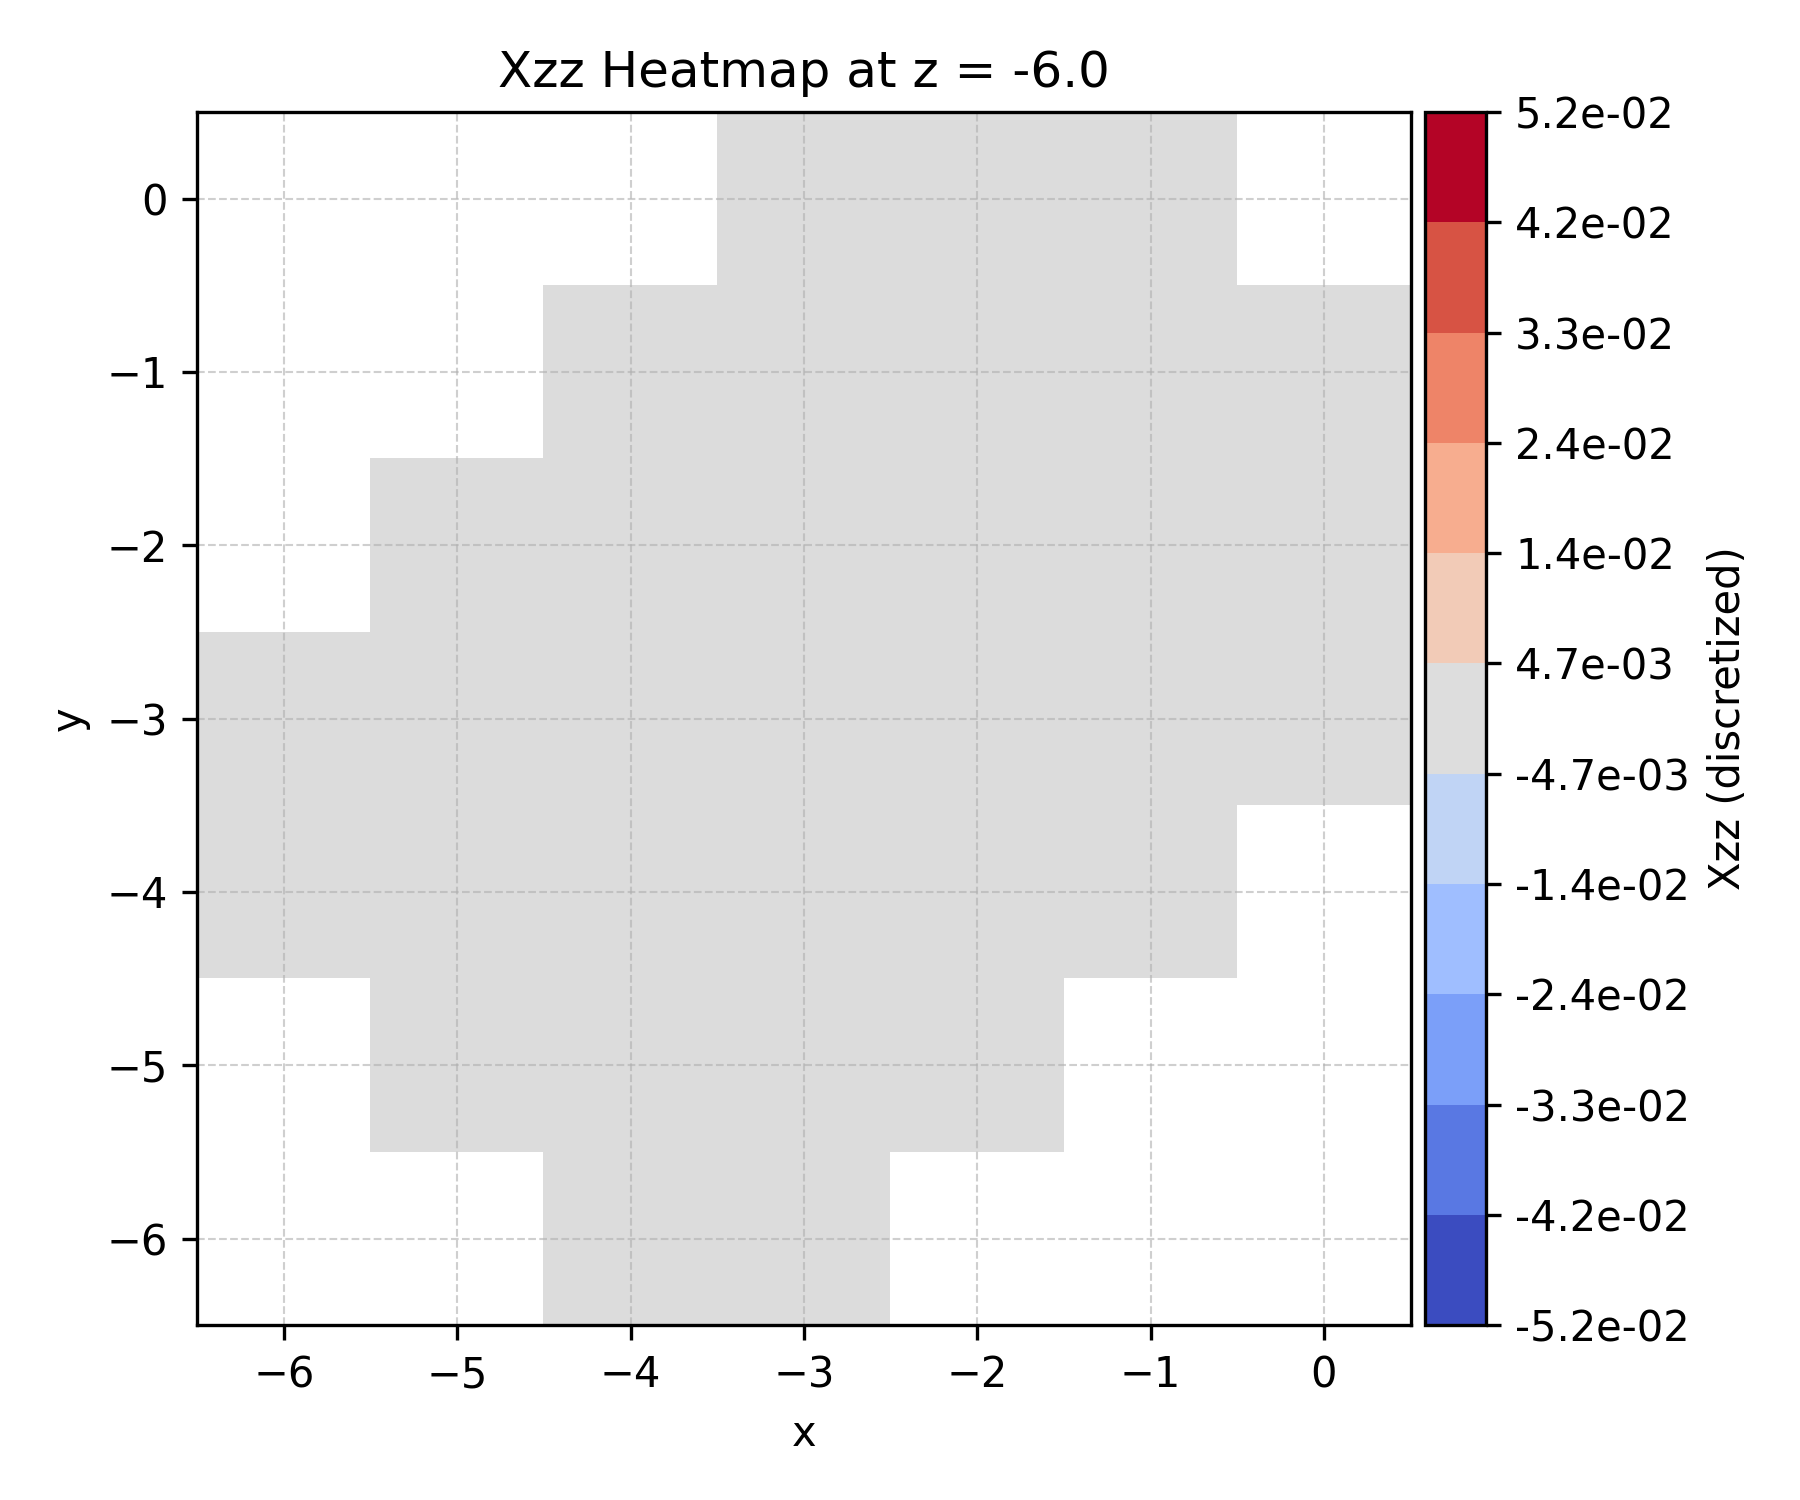 Xzz Heatmap at z = -6.0
0
−1
−2
−3
−4
−5
−6
y
−6
−5
−4
−3
−2
−1
0
x
5.2e-02
4.2e-02
3.3e-02
2.4e-02
1.4e-02
4.7e-03
-4.7e-03
-1.4e-02
-2.4e-02
-3.3e-02
-4.2e-02
-5.2e-02
Xzz (discretized)